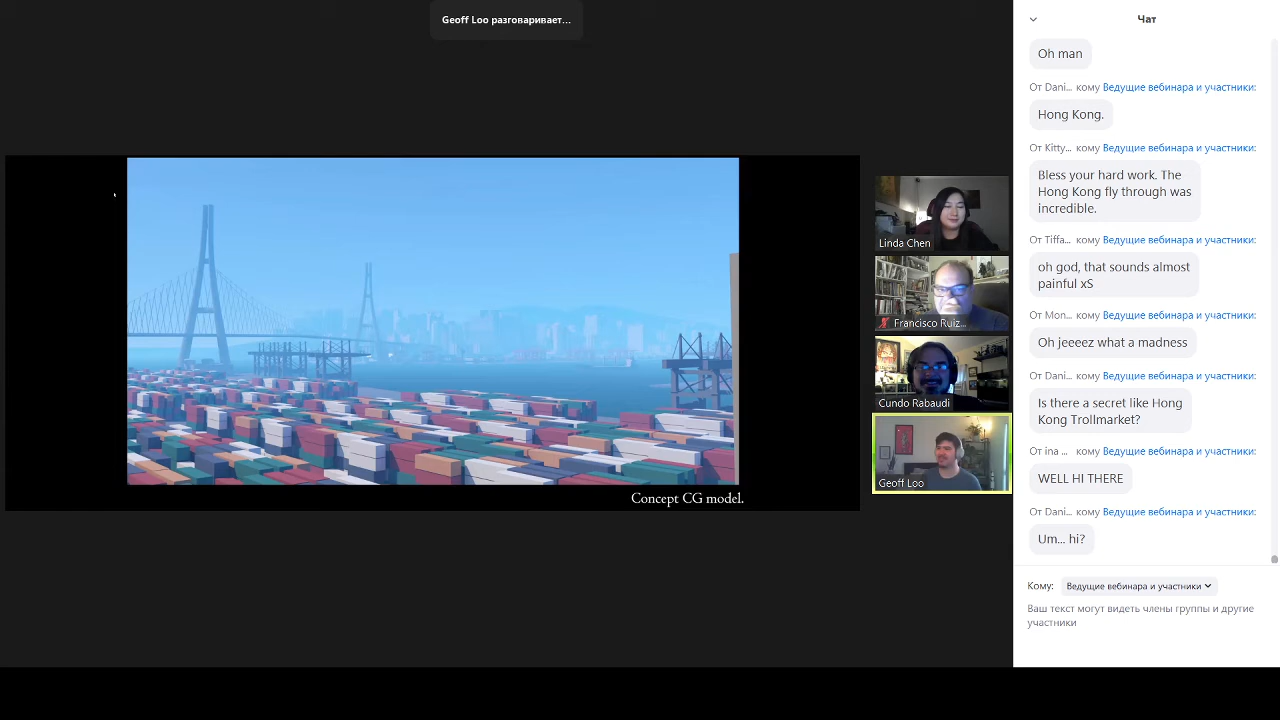 Geoff Loo разговаривает...
Concept CG model.
Linda Chen
Francisco Ruiz...
Cundo Rabaudi
Geoff Loo
Чат
Oh man
От Dani... кому Ведущие вебинара и участники:
Hong Kong.
От Kitty... кому Ведущие вебинара и участники:
Bless your hard work. The
Hong Kong fly through was
incredible.
От Tiffa... кому Ведущие вебинара и участники:
oh god, that sounds almost
painful xS
От Mon... кому Ведущие вебинара и участники:
Oh jeeeez what a madness
От Dani... кому Ведущие вебинара и участники:
Is there a secret like Hong
Kong Trollmarket?
От ina ... кому Ведущие вебинара и участники:
WELL HI THERE
От Dani... кому Ведущие вебинара и участники:
Um... hi?
Кому: Ведущие вебинара и участники
Ваш текст могут видеть члены группы и другие
участники